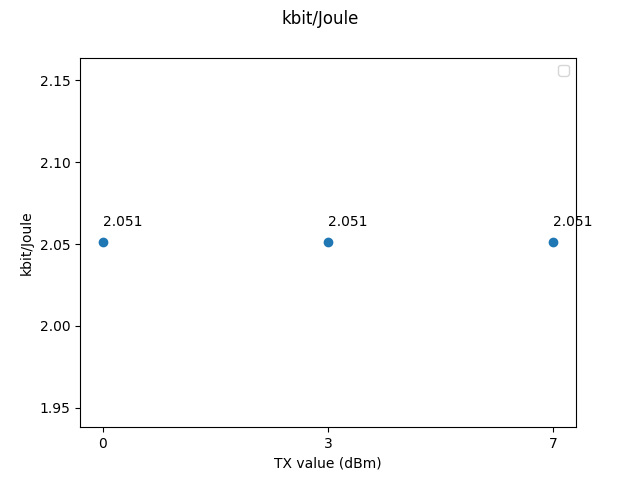 kbit/Joule
2.15
2.10
2.051 2.051 2.051
2.05
2.00
1.95
kbit/Joule
0 3 7
TX value (dBm)